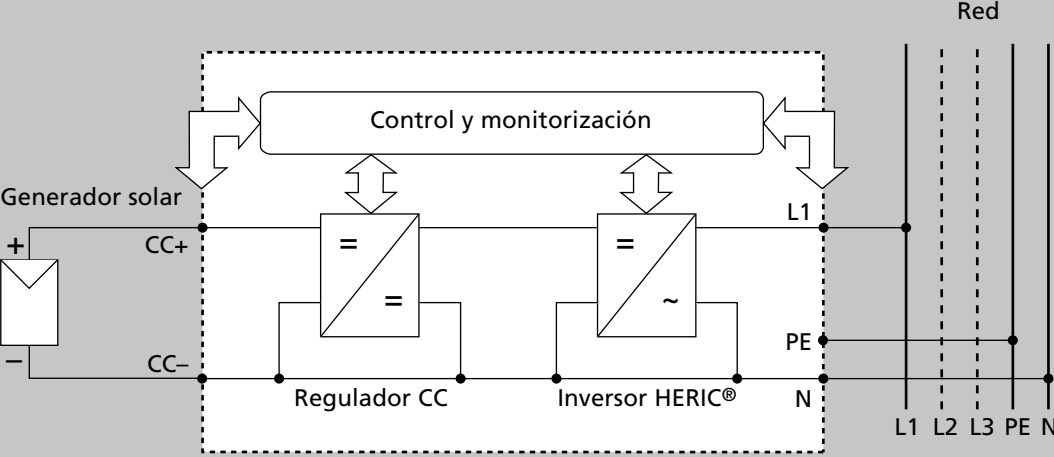 Red
Control y monitorización
Generador solar
L1
+
CC+
=
=
=
~
PE
–
CC–
Regulador CC
Inversor HERIC®
N
L1 L2 L3 PE N